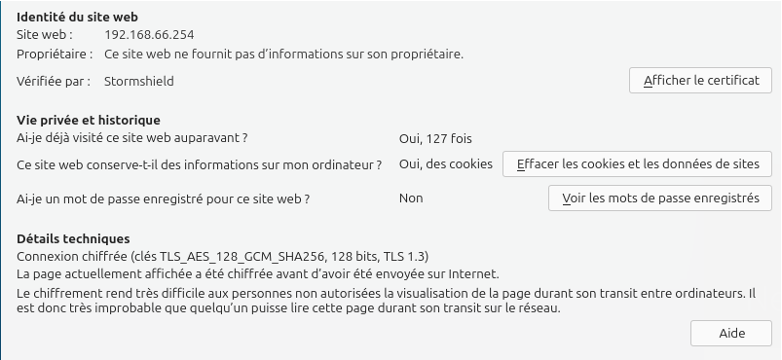 Identité du site web
Site web : 192.168.66.254
Propriétaire : Ce site web ne fournit pas d’informations sur son propriétaire.
Vérifiée par : Stormshield
Afficher le certificat
Vie privée et historique
Ai-je déjà visité ce site web auparavant ? Oui, 127 fois
Ce site web conserve-t-il des informations sur mon ordinateur ? Oui, des cookies Effacer les cookies et les données de sites
Ai-je un mot de passe enregistré pour ce site web ? Non Voir les mots de passe enregistrés
Détails techniques
Connexion chiffrée (clés TLS_AES_128_GCM_SHA256, 128 bits, TLS 1.3)
La page actuellement affichée a été chiffrée avant d’avoir été envoyée sur Internet.
Le chiffrement rend très difficile aux personnes non autorisées la visualisation de la page durant son transit entre ordinateurs. Il
est donc très improbable que quelqu’un puisse lire cette page durant son transit sur le réseau.
Aide